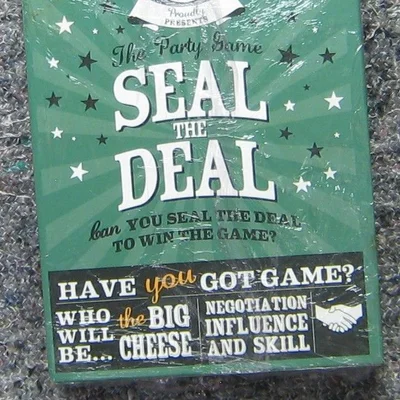 Proudly
PRESENTS
The Party Game
SEAL
THE
DEAL
Can YOU SEAL THE DEAL
TO WIN THE GAME?
HAVE you GOT GAME?
WHO
WILL
BE...
the BIG
CHEESE
NEGOTIATION
INFLUENCE
AND SKILL